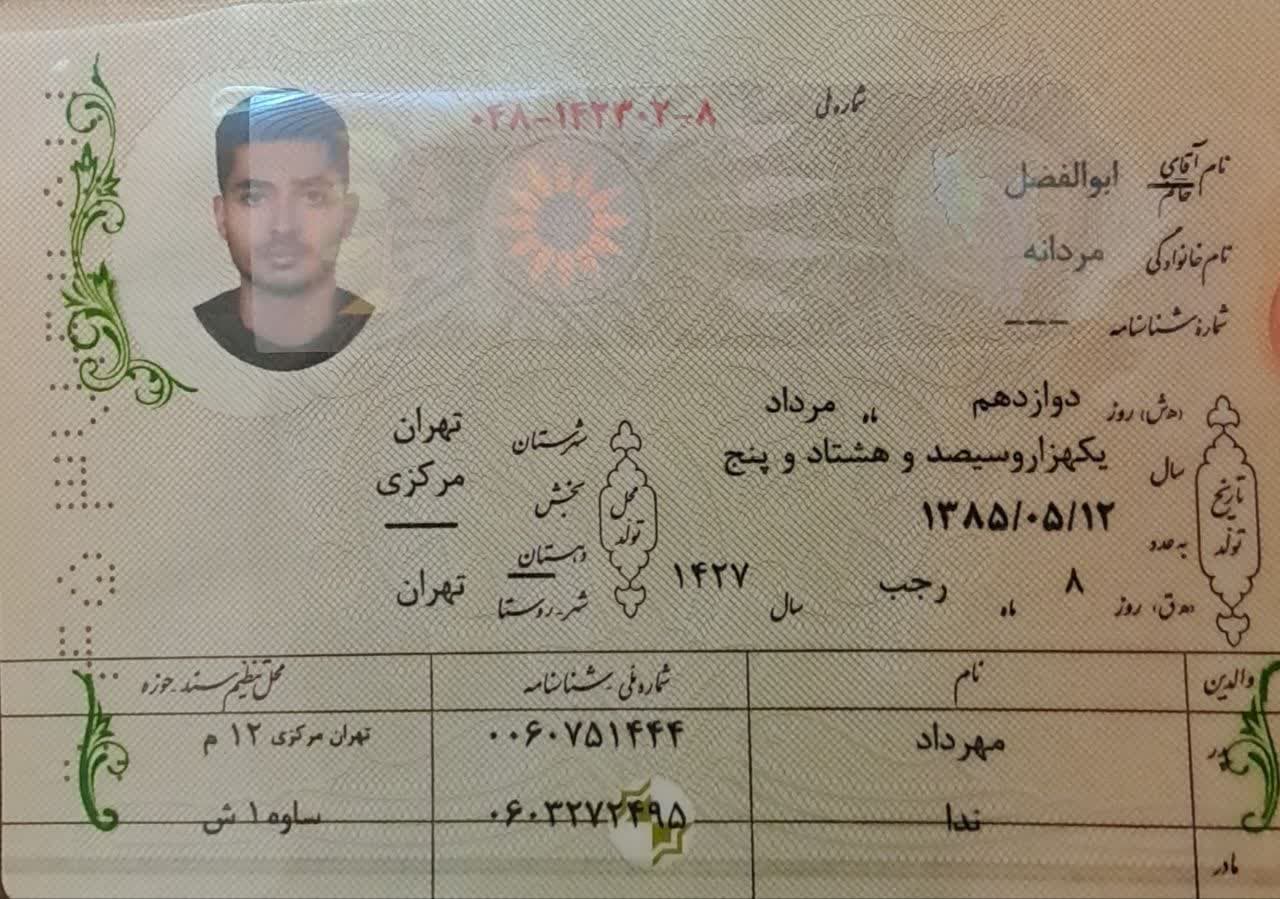 شماره ملی ۰۴۸-۱۴۳۳۰۲-۸
نام آقای خانم ابوالفضل
نام خانوادگی مردانه
شماره شناسنامه ---
تاریخ تولد
(ه.ش) روز دوازدهم ماه مرداد
سال یکهزاروسیصد و هشتاد و پنج
به عدد ۱۳۸۵/۰۵/۱۲
(ه.ق) روز ۸ ماه رجب سال ۱۴۲۷
محل تولد
شهرستان تهران
بخش مرکزی
دهستان —
شهر-روستا تهران
والدین نام شماره ملی-شناسنامه محل تنظیم سند-حوزه
پدر مهرداد ۰۰۶۰۷۵۱۴۴۴ تهران مرکزی ۱۲ م
مادر ندا ۰۶۰۳۲۷۲۴۹۵ ساوه ۱ ش